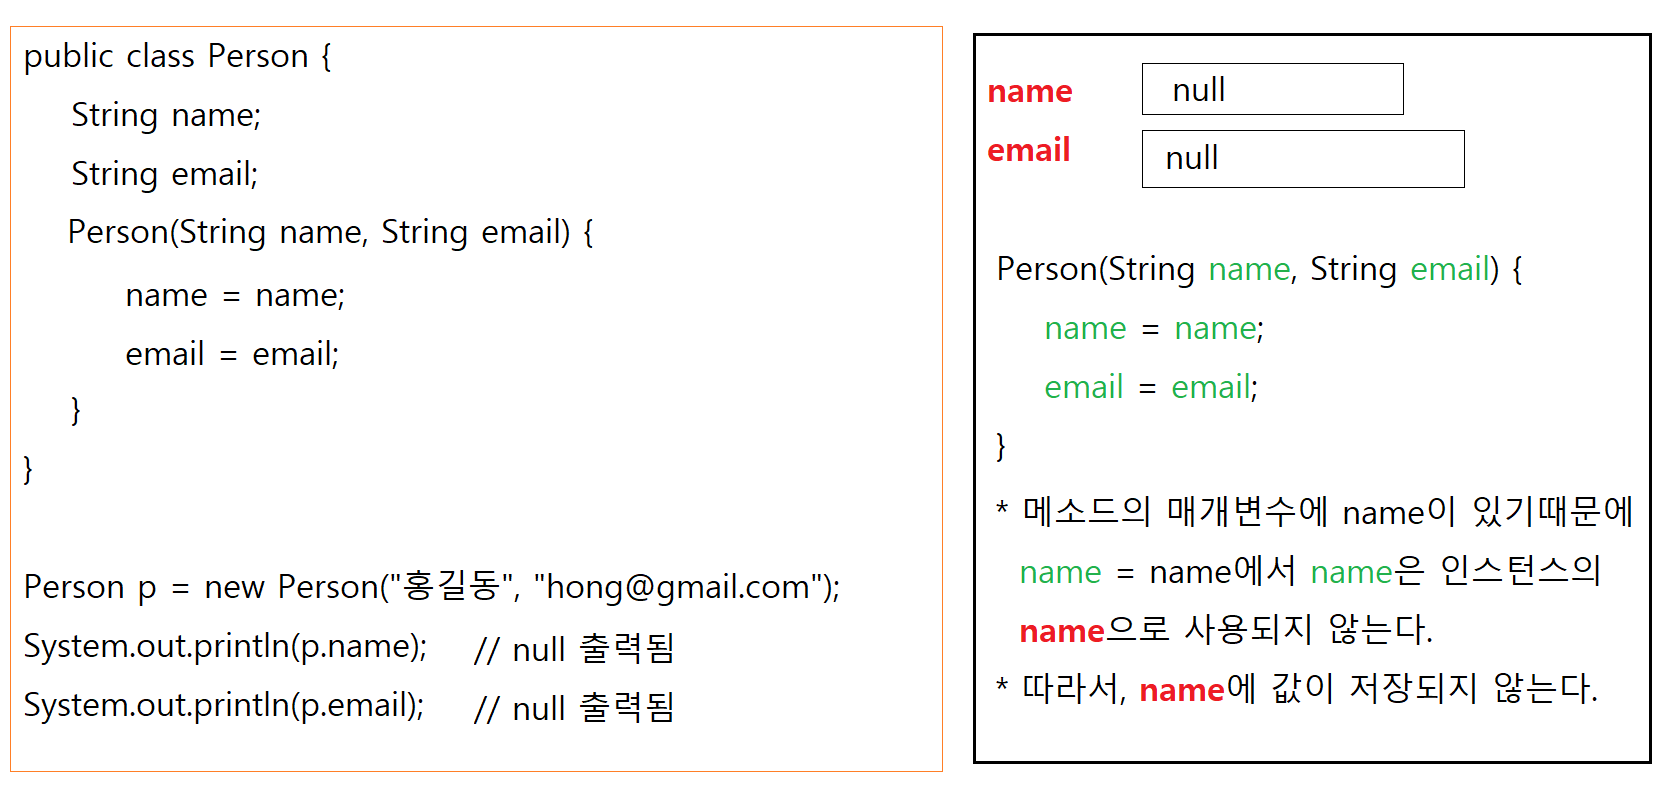 public class Person {
String name;
String email;
Person(String name, String email) {
name = name;
email = email;
}
}
Person p = new Person("홍길동", "hong@gmail.com");
System.out.println(p.name); // null 출력됨
System.out.println(p.email); // null 출력됨
name null
email null
Person(String name, String email) {
name = name;
email = email;
}
* 메소드의 매개변수에 name이 있기때문에
name = name에서 name은 인스턴스의
name으로 사용되지 않는다.
* 따라서, name에 값이 저장되지 않는다.